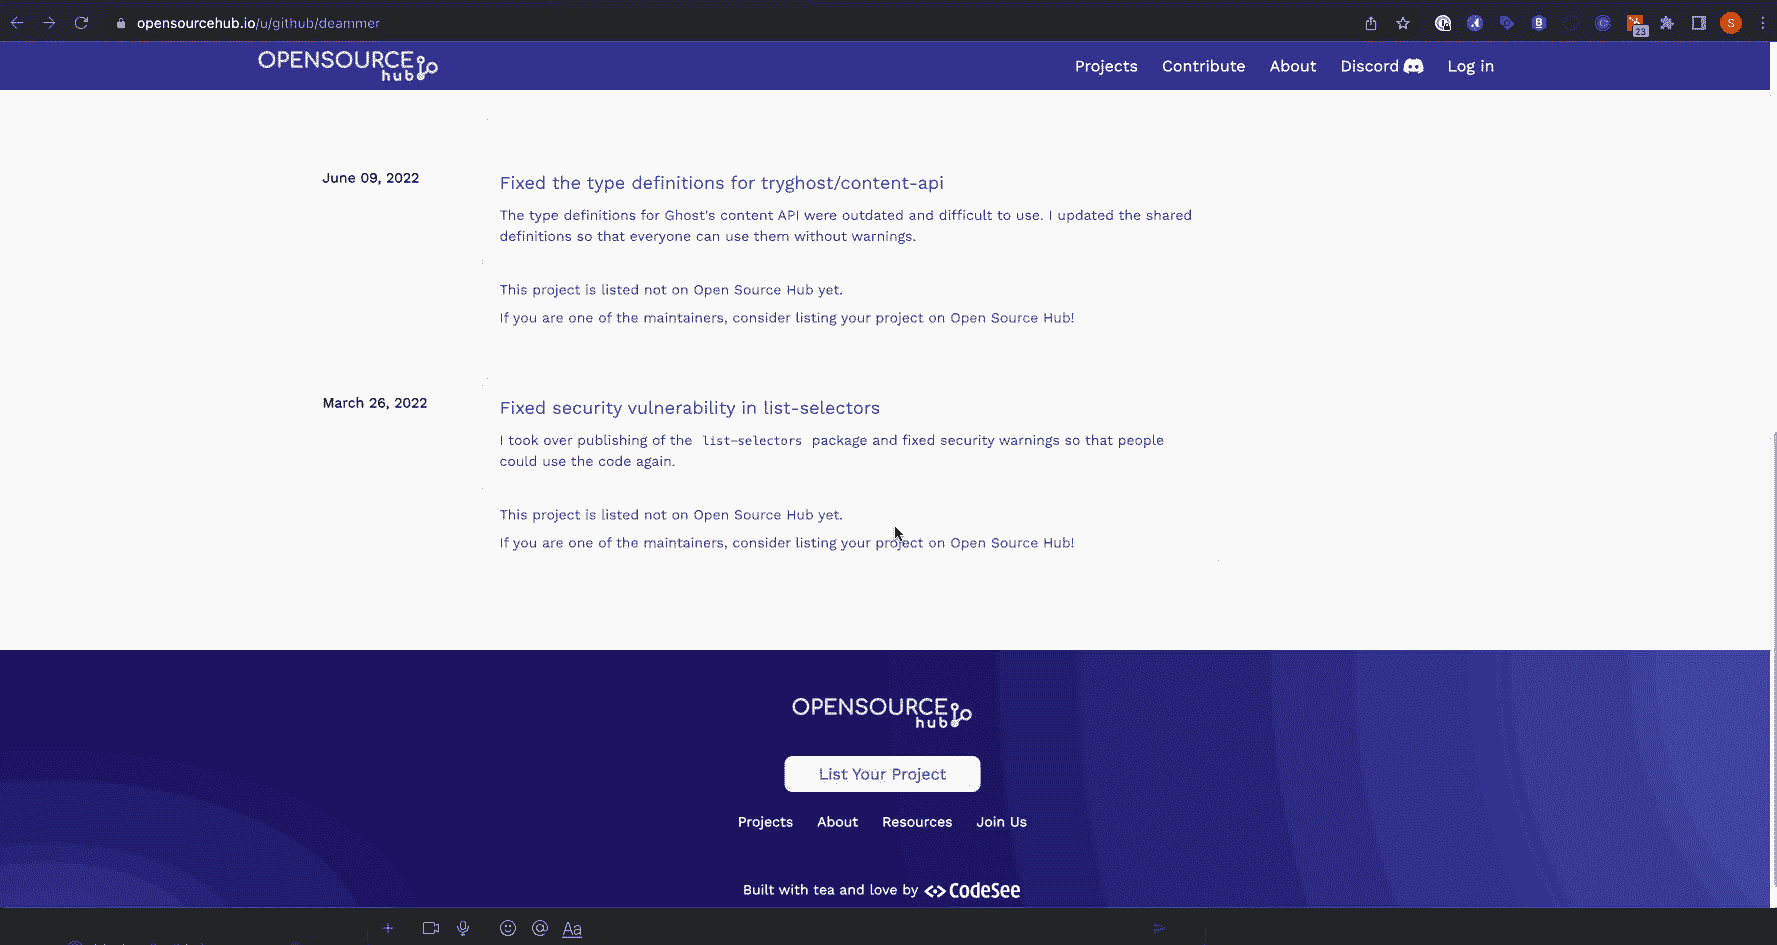 opensourcehub.io/u/github/deammer
23
S
OPENSOURCE
hub
Projects Contribute About Discord Log in
June 09, 2022
Fixed the type definitions for tryghost/content-api
The type definitions for Ghost's content API were outdated and difficult to use. I updated the shared
definitions so that everyone can use them without warnings.
This project is listed not on Open Source Hub yet.
If you are one of the maintainers, consider listing your project on Open Source Hub!
March 26, 2022
Fixed security vulnerability in list-selectors
I took over publishing of the list-selectors package and fixed security warnings so that people
could use the code again.
This project is listed not on Open Source Hub yet.
If you are one of the maintainers, consider listing your project on Open Source Hub!
OPENSOURCE
hub
List Your Project
Projects About Resources Join Us
Built with tea and love by CodeSee
Aa